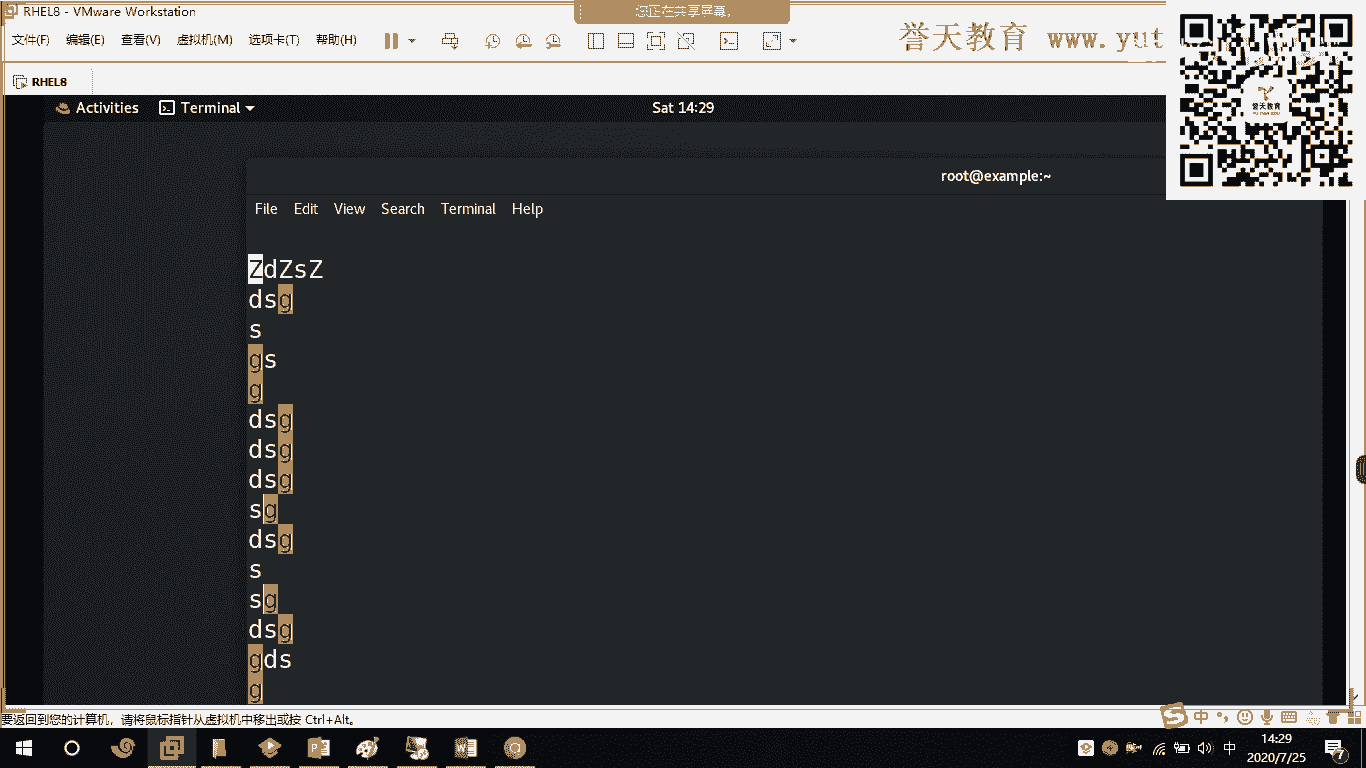 RHEL8 - VMware Workstation
您正在共享屏幕。
文件(F) 编辑(E) 查看(V) 虚拟机(M) 选项卡(T) 帮助(H)
誉天教育 www.yut
誉天教育
RHEL8
Activities Terminal Sat 14:29
root@example:~
File Edit View Search Terminal Help
ZdZsZ
dsg
s
gs
g
dsg
dsg
dsg
sg
dsg
s
sg
dsg
gds
g
要返回到您的计算机，请将鼠标指针从虚拟机中移出或按 Ctrl+Alt。
中
中 14:29
2020/7/25
7